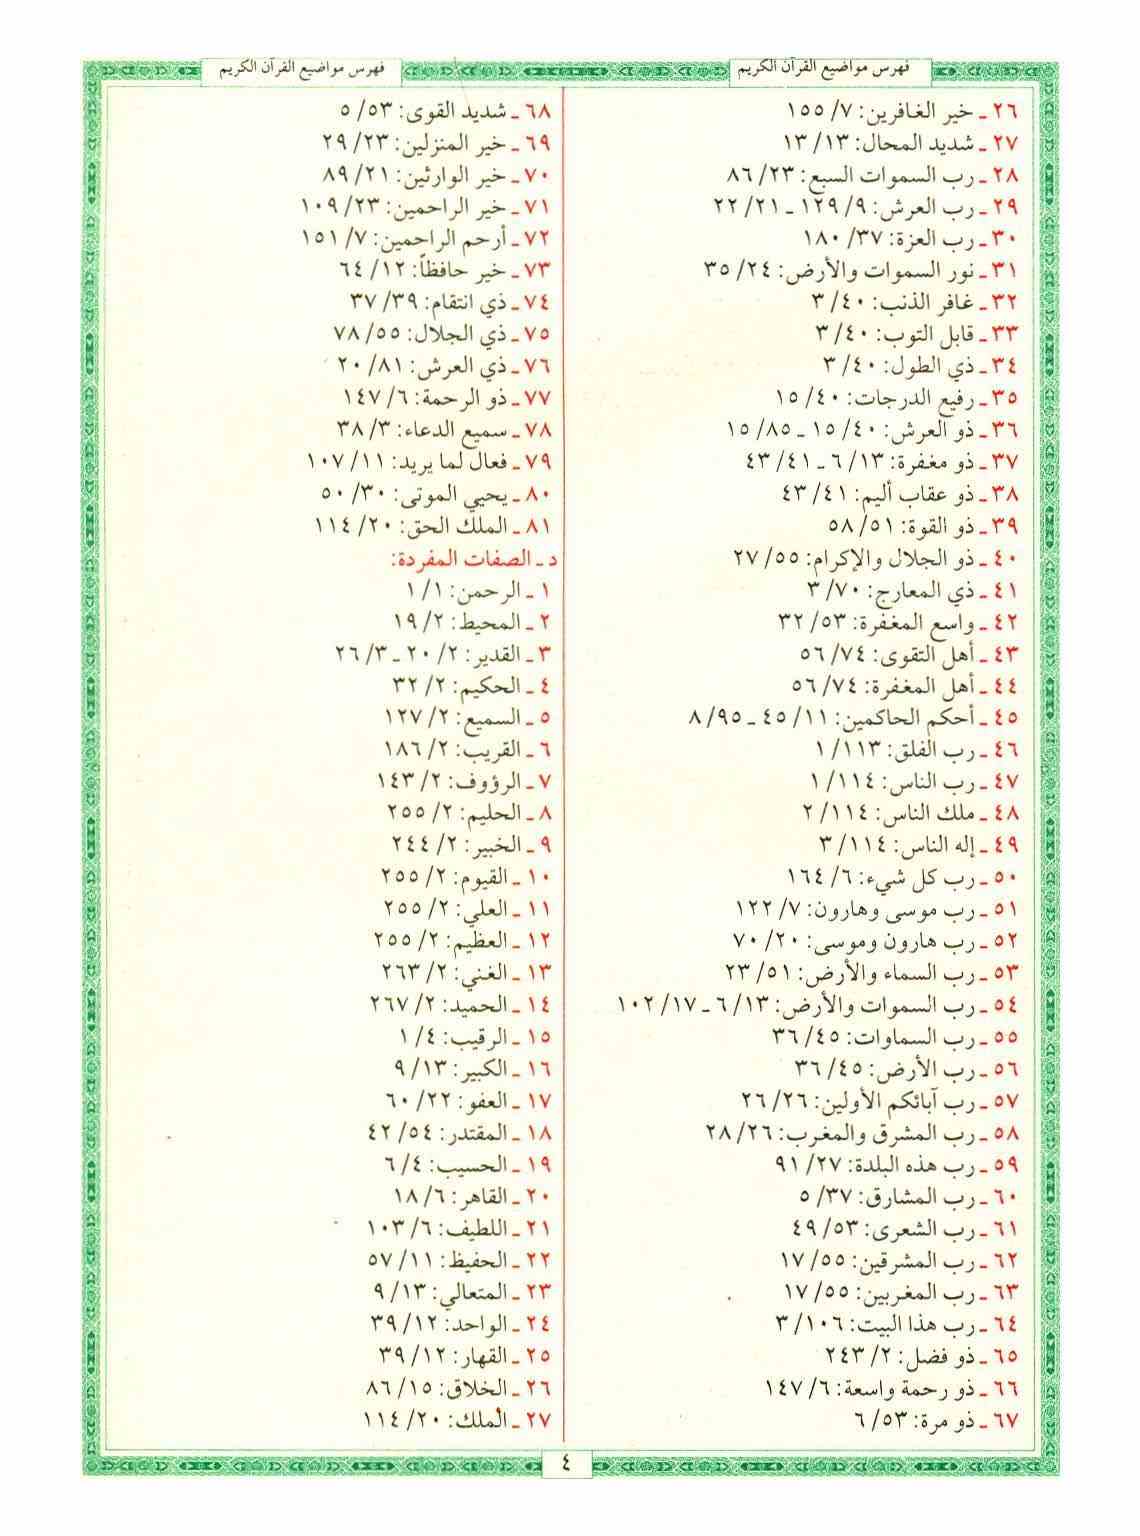 فهرس مواضيع القرآن الكريم
٢٦ ـ خير الغافرين: ٧/ ١٥٥
٢٧ ـ شديد المحال: ١٣/ ١٣
٢٨ ـ رب السموات السبع: ٢٣/ ٨٦
٢٩ ـ رب العرش: ٩/ ١٢٩ ـ ٢١/ ٢٢
٣٠ ـ رب العزة: ٣٧/ ١٨٠
٣١ ـ نور السموات والأرض: ٢٤/ ٣٥
٣٢ ـ غافر الذنب: ٤٠/ ٣
٣٣ ـ قابل التوب: ٤٠/ ٣
٣٤ ـ ذي الطول: ٤٠/ ٣
٣٥ ـ رفيع الدرجات: ٤٠/ ١٥
٣٦ ـ ذو العرش: ٤٠/ ١٥ ـ ٨٥/ ١٥
٣٧ ـ ذو مغفرة: ١٣/ ٦ ـ ٤١/ ٤٣
٣٨ ـ ذو عقاب أليم: ٤١/ ٤٣
٣٩ ـ ذو القوة: ٥١/ ٥٨
٤٠ ـ ذو الجلال والإكرام: ٥٥/ ٢٧
٤١ ـ ذي المعارج: ٧٠/ ٣
٤٢ ـ واسع المغفرة: ٥٣/ ٣٢
٤٣ ـ أهل التقوى: ٧٤/ ٥٦
٤٤ ـ أهل المغفرة: ٧٤/ ٥٦
٤٥ ـ أحكم الحاكمين: ١١/ ٤٥ ـ ٩٥/ ٨
٤٦ ـ رب الفلق: ١١٣/ ١
٤٧ ـ رب الناس: ١١٤/ ١
٤٨ ـ ملك الناس: ١١٤/ ٢
٤٩ ـ إله الناس: ١١٤/ ٣
٥٠ ـ رب كل شيء: ٦/ ١٦٤
٥١ ـ رب موسى وهارون: ٧/ ١٢٢
٥٢ ـ رب هارون وموسى: ٢٠/ ٧٠
٥٣ ـ رب السماء والأرض: ٥١/ ٢٣
٥٤ ـ رب السموات والأرض: ١٣/ ٦ ـ ١٧/ ١٠٢
٥٥ ـ رب السماوات: ٤٥/ ٣٦
٥٦ ـ رب الأرض: ٤٥/ ٣٦
٥٧ ـ رب آبائكم الأولين: ٢٦/ ٢٦
٥٨ ـ رب المشرق والمغرب: ٢٦/ ٢٨
٥٩ ـ رب هذه البلدة: ٢٧/ ٩١
٦٠ ـ رب المشارق: ٣٧/ ٥
٦١ ـ رب الشعرى: ٥٣/ ٤٩
٦٢ ـ رب المشرقين: ٥٥/ ١٧
٦٣ ـ رب المغربين: ٥٥/ ١٧
٦٤ ـ رب هذا البيت: ١٠٦/ ٣
٦٥ ـ ذو فضل: ٢/ ٢٤٣
٦٦ ـ ذو رحمة واسعة: ٦/ ١٤٧
٦٧ ـ ذو مرة: ٥٣/ ٦
فهرس مواضيع القرآن الكريم
٦٨ ـ شديد القوى: ٥٣/ ٥
٦٩ ـ خير المنزلين: ٢٣/ ٢٩
٧٠ ـ خير الوارثين: ٢١/ ٨٩
٧١ ـ خير الراحمين: ٢٣/ ١٠٩
٧٢ ـ أرحم الراحمين: ٧/ ١٥١
٧٣ ـ خير حافظاً: ١٢/ ٦٤
٧٤ ـ ذي انتقام: ٣٩/ ٣٧
٧٥ ـ ذي الجلال: ٥٥/ ٧٨
٧٦ ـ ذي العرش: ٨١/ ٢٠
٧٧ ـ ذو الرحمة: ٦/ ١٤٧
٧٨ ـ سميع الدعاء: ٣/ ٣٨
٧٩ ـ فعال لما يريد: ١١/ ١٠٧
٨٠ ـ يحيي الموتى: ٣٠/ ٥٠
٨١ ـ الملك الحق: ٢٠/ ١١٤
د ـ الصفات المفردة:
١ ـ الرحمن: ١/ ١
٢ ـ المحيط: ٢/ ١٩
٣ ـ القدير: ٢/ ٢٠ ـ ٣/ ٢٦
٤ ـ الحكيم: ٢/ ٣٢
٥ ـ السميع: ٢/ ١٢٧
٦ ـ القريب: ٢/ ١٨٦
٧ ـ الرؤوف: ٢/ ١٤٣
٨ ـ الحليم: ٢/ ٢٥٥
٩ ـ الخبير: ٢/ ٢٤٤
١٠ ـ القيوم: ٢/ ٢٥٥
١١ ـ العلي: ٢/ ٢٥٥
١٢ ـ العظيم: ٢/ ٢٥٥
١٣ ـ الغني: ٢/ ٢٦٣
١٤ ـ الحميد: ٢/ ٢٦٧
١٥ ـ الرقيب: ٤/ ١
١٦ ـ الكبير: ١٣/ ٩
١٧ ـ العفو: ٢٢/ ٦٠
١٨ ـ المقتدر: ٥٤/ ٤٢
١٩ ـ الحسيب: ٤/ ٦
٢٠ ـ القاهر: ٦/ ١٨
٢١ ـ اللطيف: ٦/ ١٠٣
٢٢ ـ الحفيظ: ١١/ ٥٧
٢٣ ـ المتعالي: ١٣/ ٩
٢٤ ـ الواحد: ١٢/ ٣٩
٢٥ ـ القهار: ١٢/ ٣٩
٢٦ ـ الخلاق: ١٥/ ٨٦
٢٧ ـ الملك: ٢٠/ ١١٤
٤